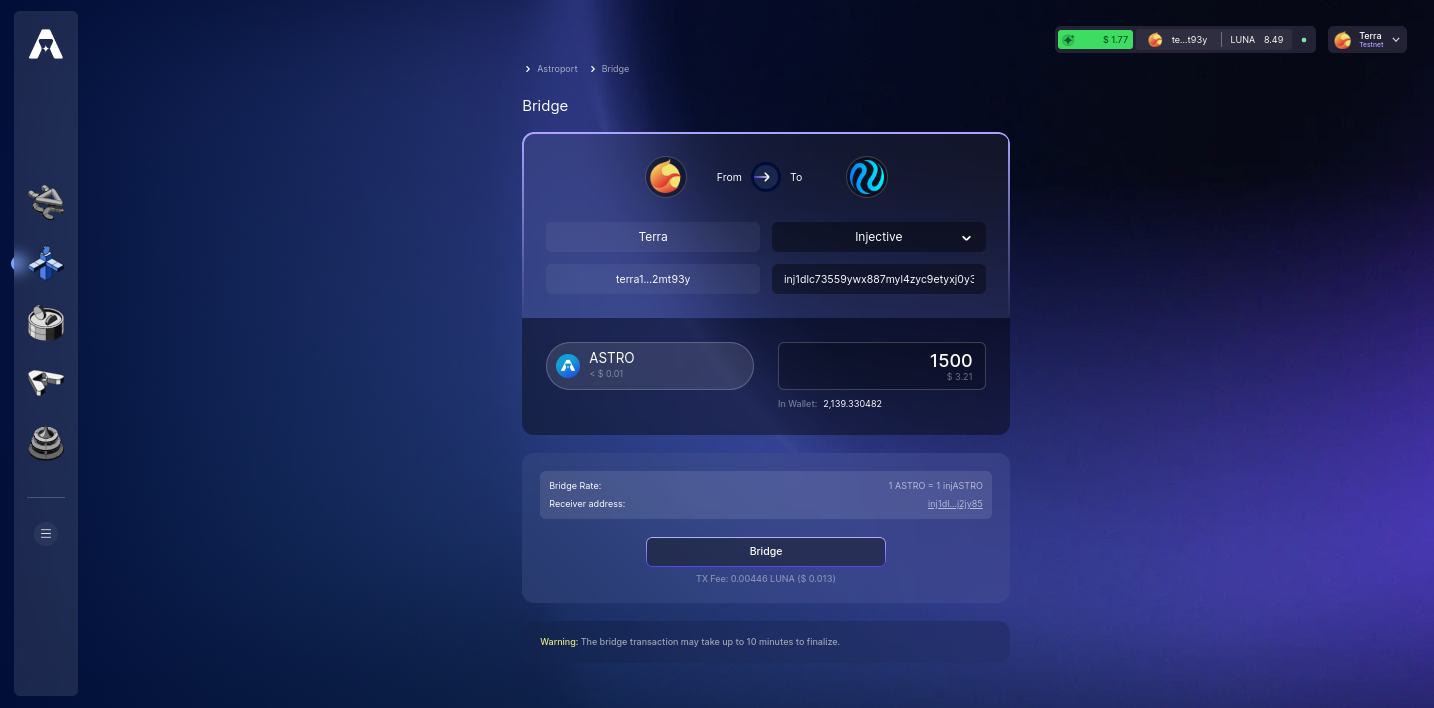 $ 1.77
te...t93y
LUNA 8.49
Terra
Testnet
Astroport
Bridge
Bridge
From
To
Terra
Injective
terra1...2mt93y
inj1dlc73559ywx887myl4zyc9etyxj0y3
ASTRO
< $ 0.01
1500
$ 3.21
In Wallet: 2,139.330482
Bridge Rate: 1 ASTRO = 1 injASTRO
Receiver address: inj1dl...j2jy85
Bridge
TX Fee: 0.00446 LUNA ($ 0.013)
Warning: The bridge transaction may take up to 10 minutes to finalize.